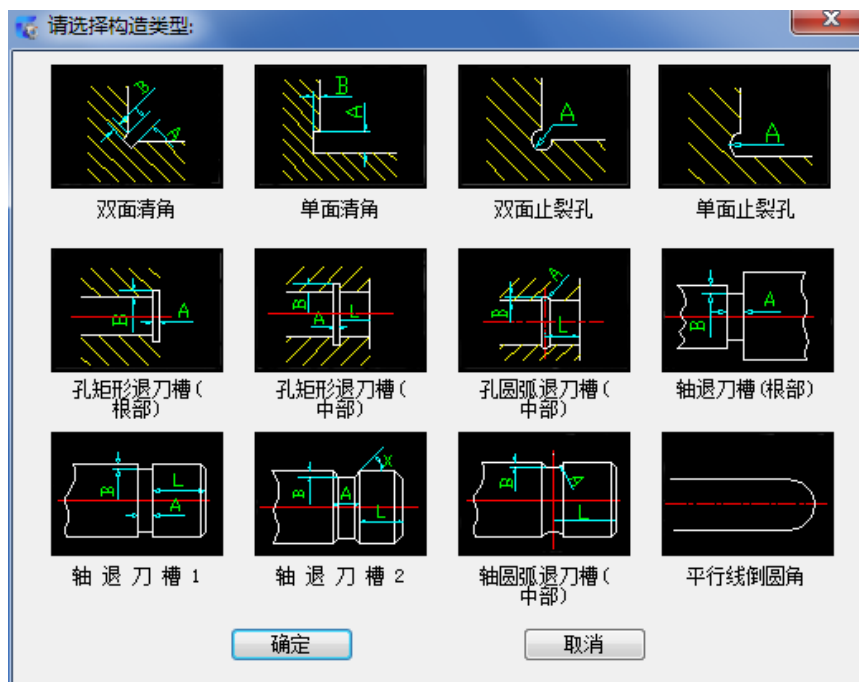 请选择构造类型:
B
A
B
A
A
A
双面清角
单面清角
双面止裂孔
单面止裂孔
B
A
B
A
L
B
A
L
B
A
孔矩形退刀槽(
根部)
孔矩形退刀槽(
中部)
孔圆弧退刀槽(
中部)
轴退刀槽(根部)
B
L
A
B
A
X
L
B
A
L
轴 退 刀 槽 1
轴 退 刀 槽 2
轴圆弧退刀槽(
中部)
平行线倒圆角
确定
取消